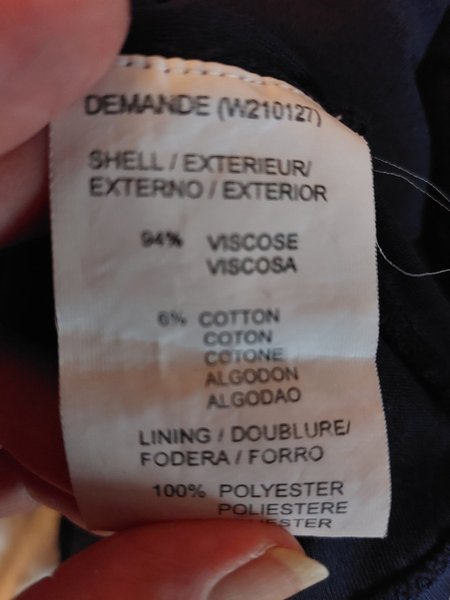 DEMANDE (W210127)
SHELL / EXTERIEUR/
EXTERNO / EXTERIOR
94% VISCOSE
VISCOSA
6% COTTON
COTON
COTONE
ALGODON
ALGODAO
LINING / DOUBLURE/
FODERA / FORRO
100% POLYESTER
POLIESTERE